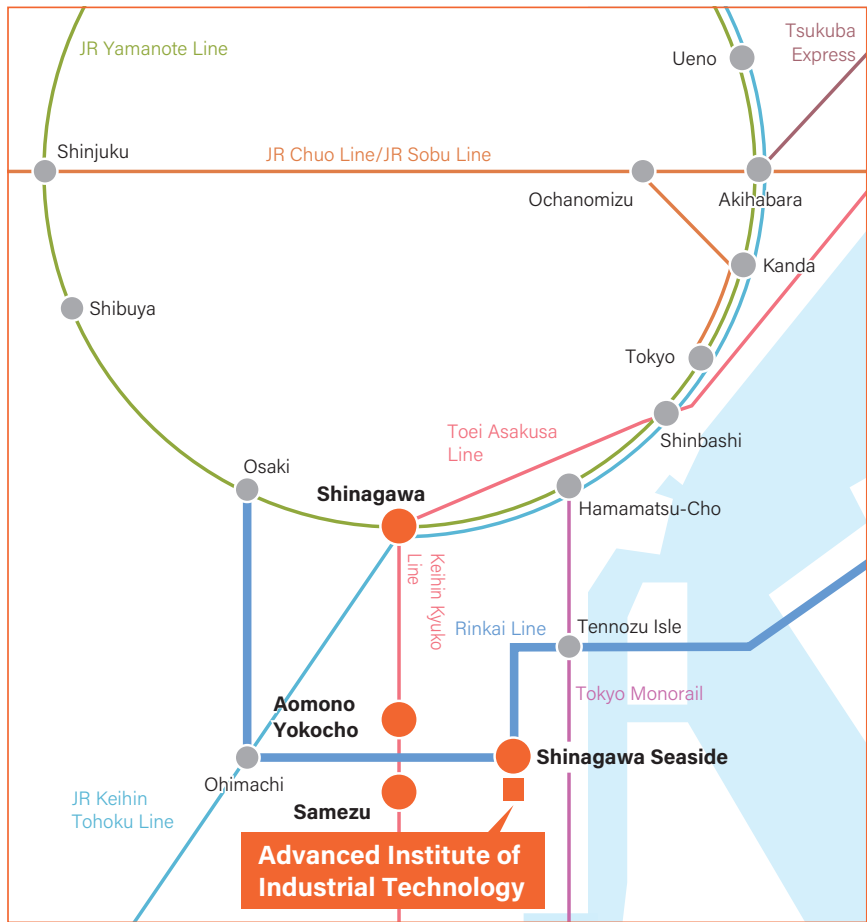 JR Yamanote Line
Tsukuba
Express
Ueno
Shinjuku
JR Chuo Line/JR Sobu Line
Ochanomizu
Akihabara
Kanda
Shibuya
Tokyo
Toei Asakusa
Line
Shinbashi
Osaki
Shinagawa
Hamamatsu-Cho
Keihin Kyuko
Line
Rinkai Line
Tennozu Isle
Tokyo Monorail
Aomono
Yokocho
Shinagawa Seaside
Ohimachi
JR Keihin
Tohoku Line
Samezu
Advanced Institute of
Industrial Technology